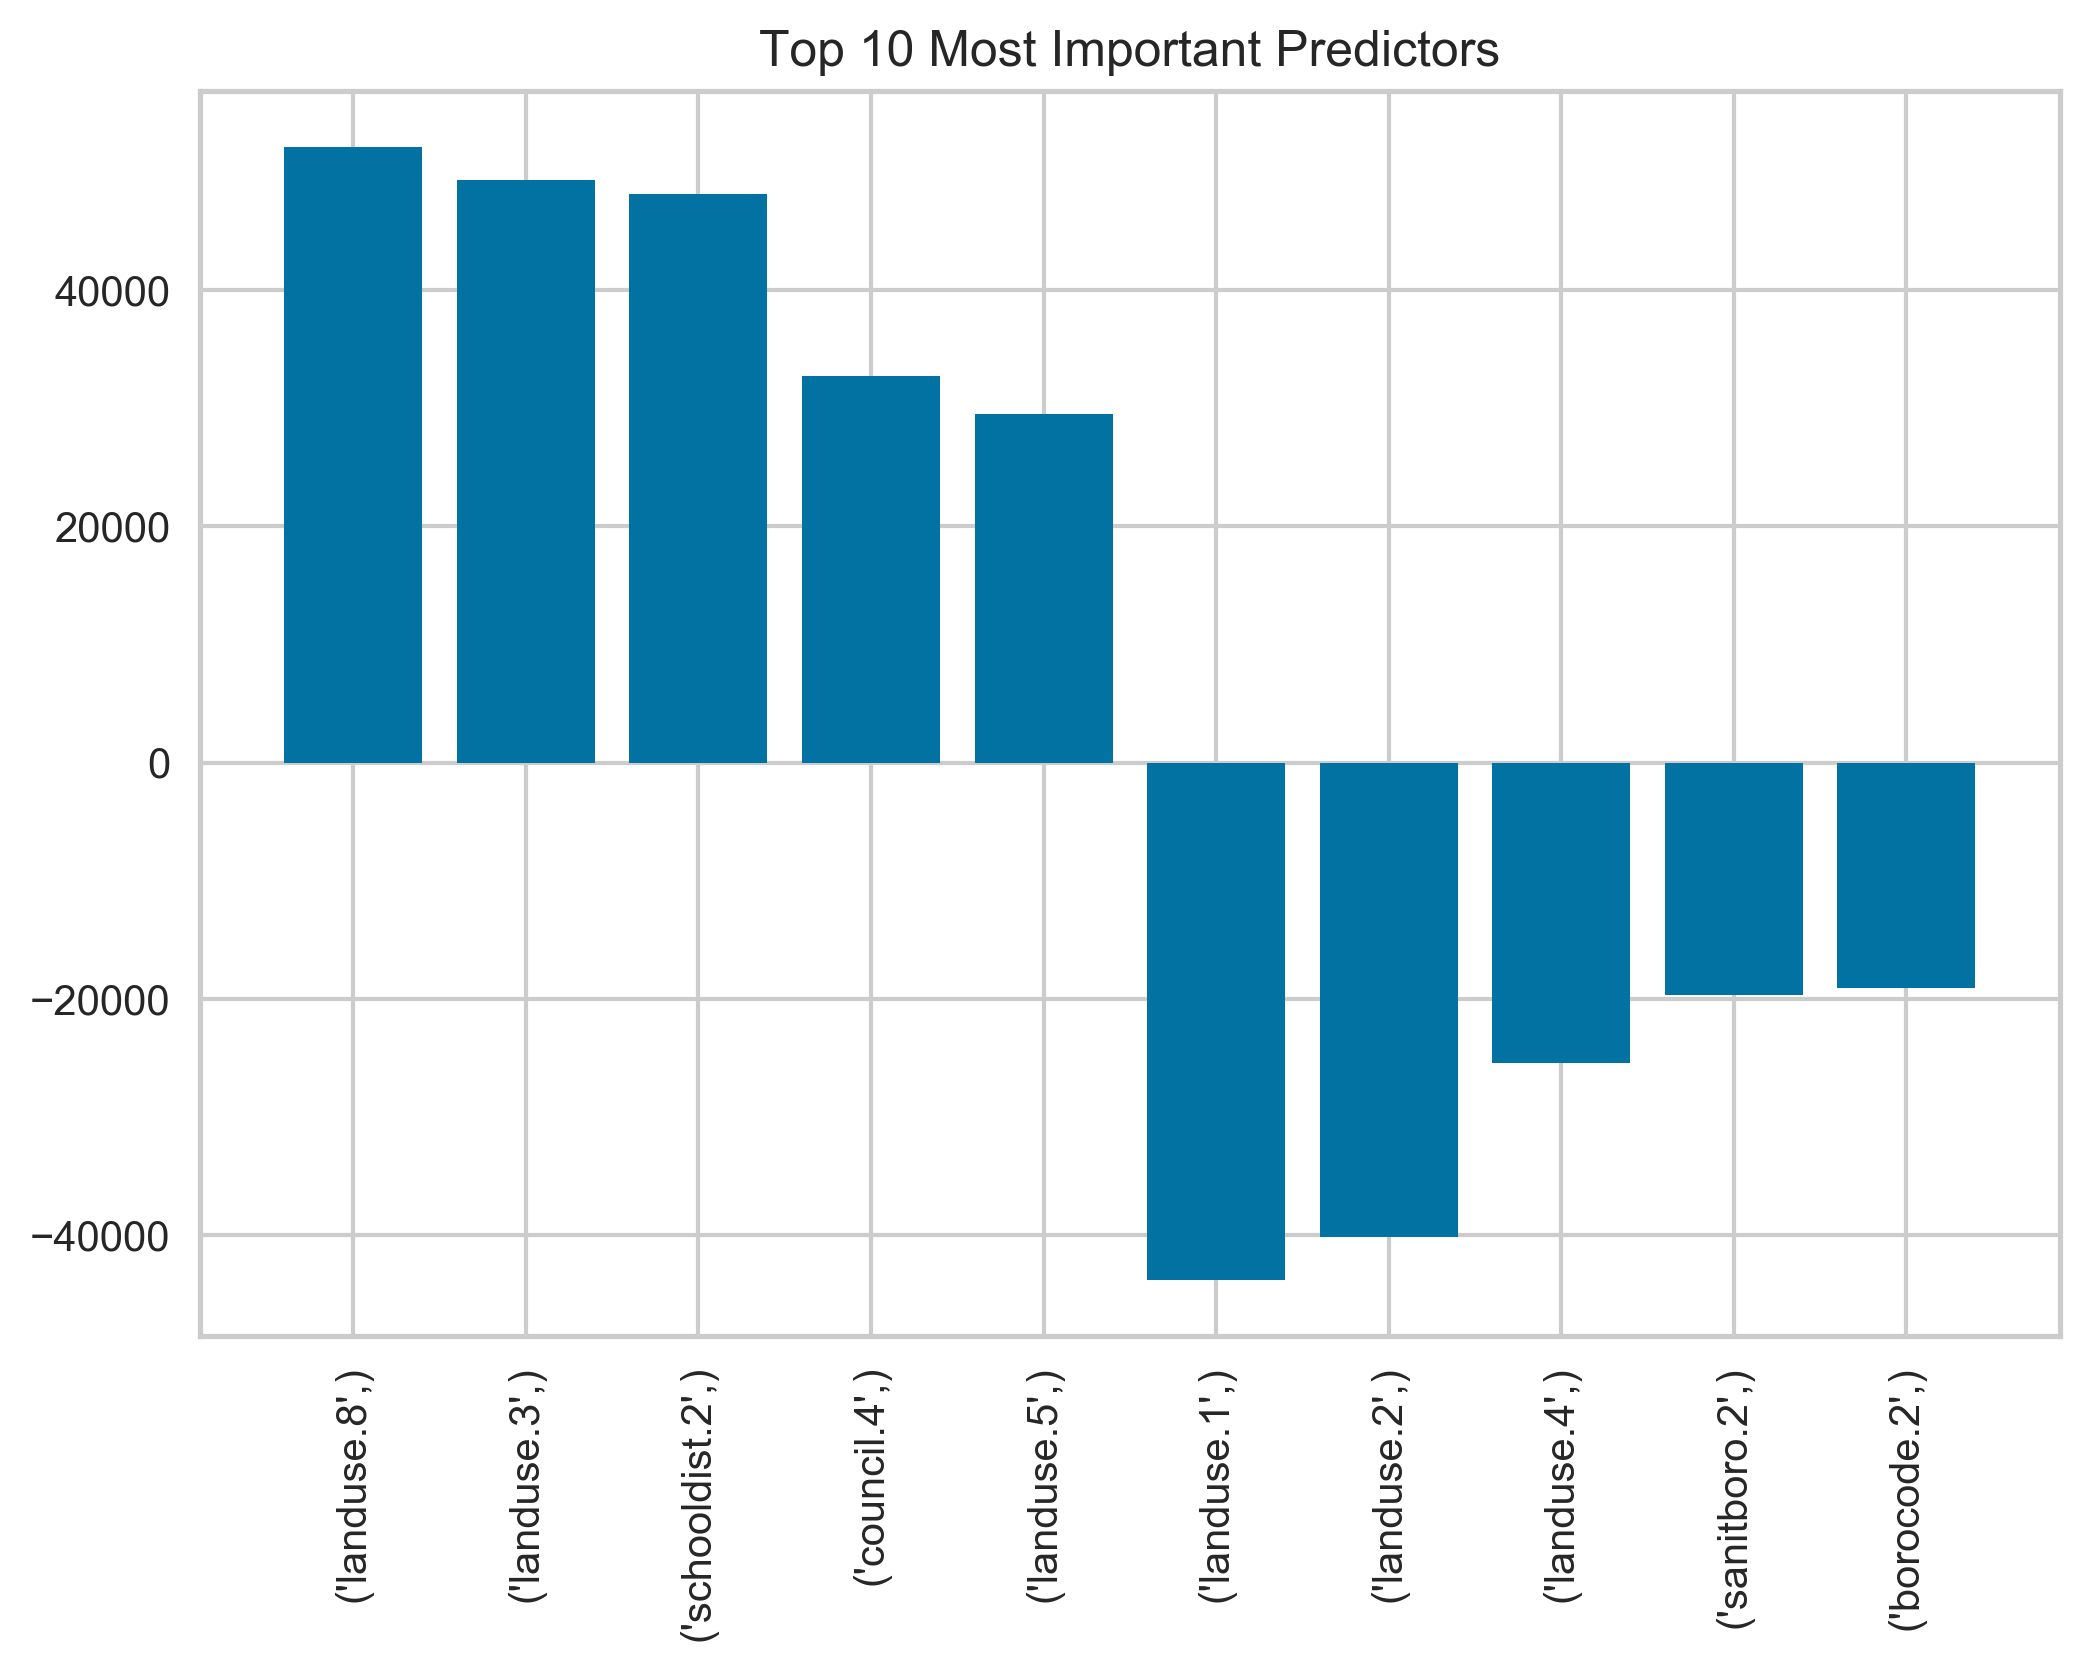 Top 10 Most Important Predictors
40000
20000
0
−20000
−40000
('landuse.8',)
('landuse.3',)
('schooldist.2',)
('council.4',)
('landuse.5',)
('landuse.1',)
('landuse.2',)
('landuse.4',)
('sanitboro.2',)
('borocode.2',)